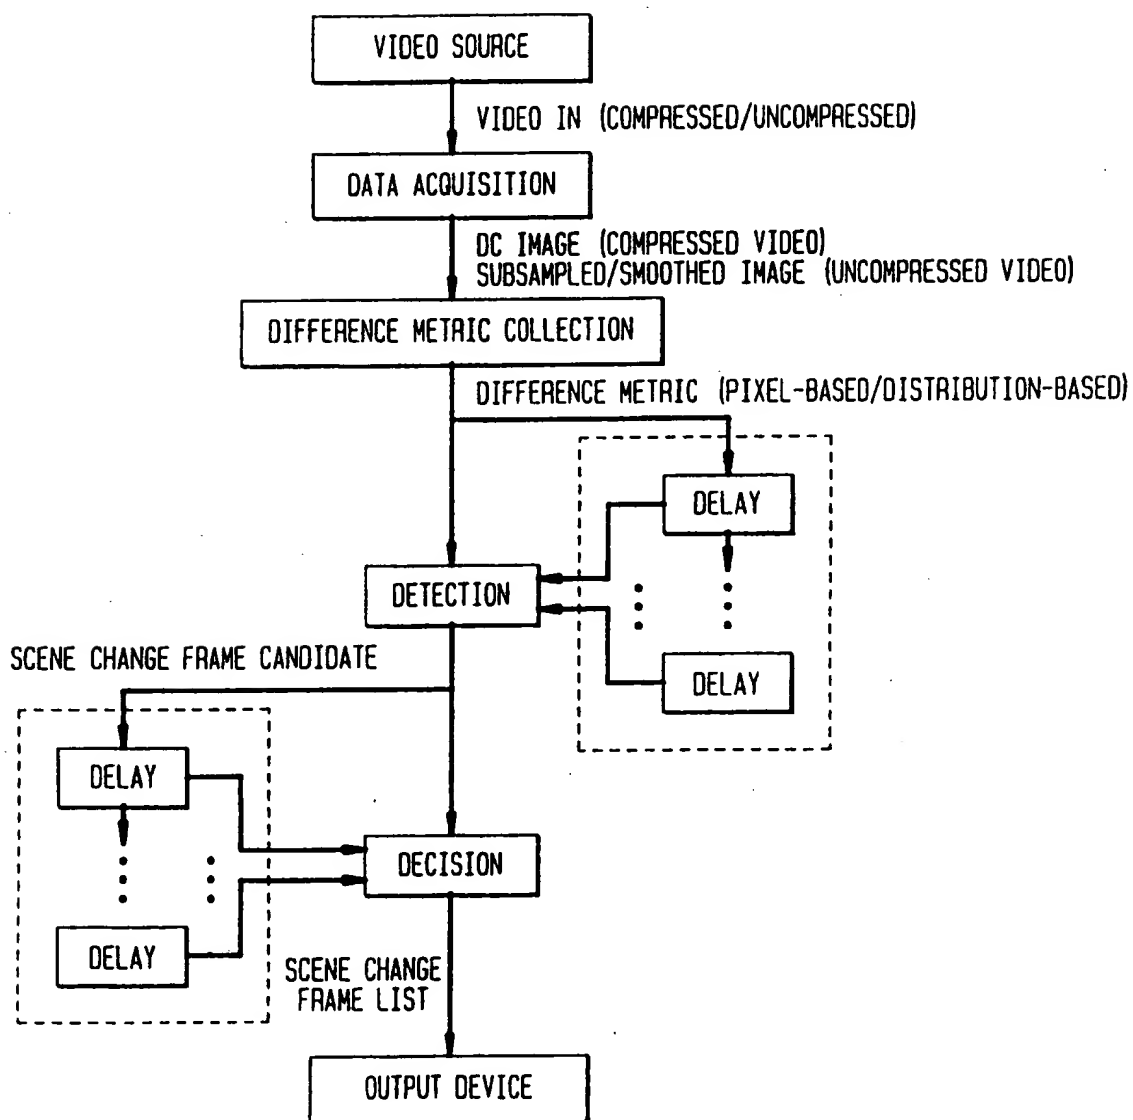 VIDEO SOURCE
VIDEO IN (COMPRESSED/UNCOMPRESSED)
DATA ACQUISITION
DC IMAGE (COMPRESSED VIDEO)
SUBSAMPLED/SMOOTHED IMAGE (UNCOMPRESSED VIDEO)
DIFFERENCE METRIC COLLECTION
DIFFERENCE METRIC (PIXEL-BASED/DISTRIBUTION-BASED)
DELAY
DETECTION
DELAY
SCENE CHANGE FRAME CANDIDATE
DELAY
DECISION
DELAY
SCENE CHANGE
FRAME LIST
OUTPUT DEVICE